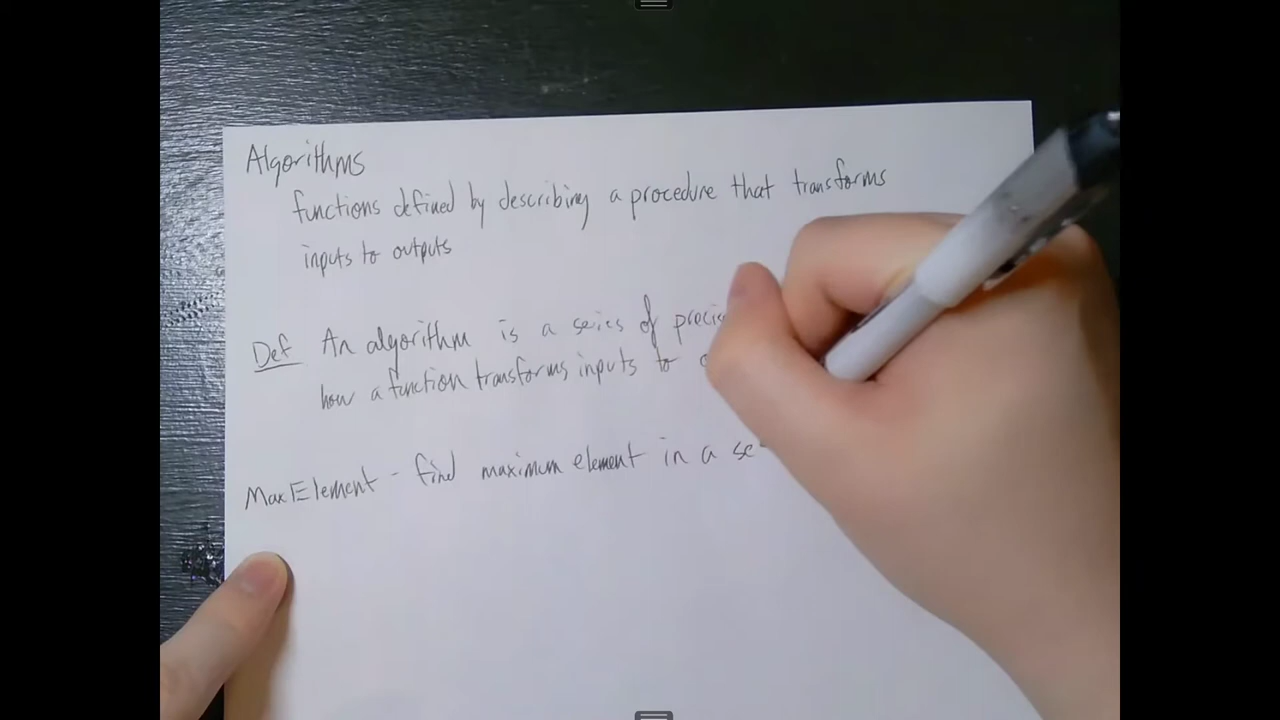 Algorithms
functions defined by describing a procedure that transforms
inputs to outputs
Def An algorithm is a series of
how a function transforms inputs to
MaxElement - find maximum element in a